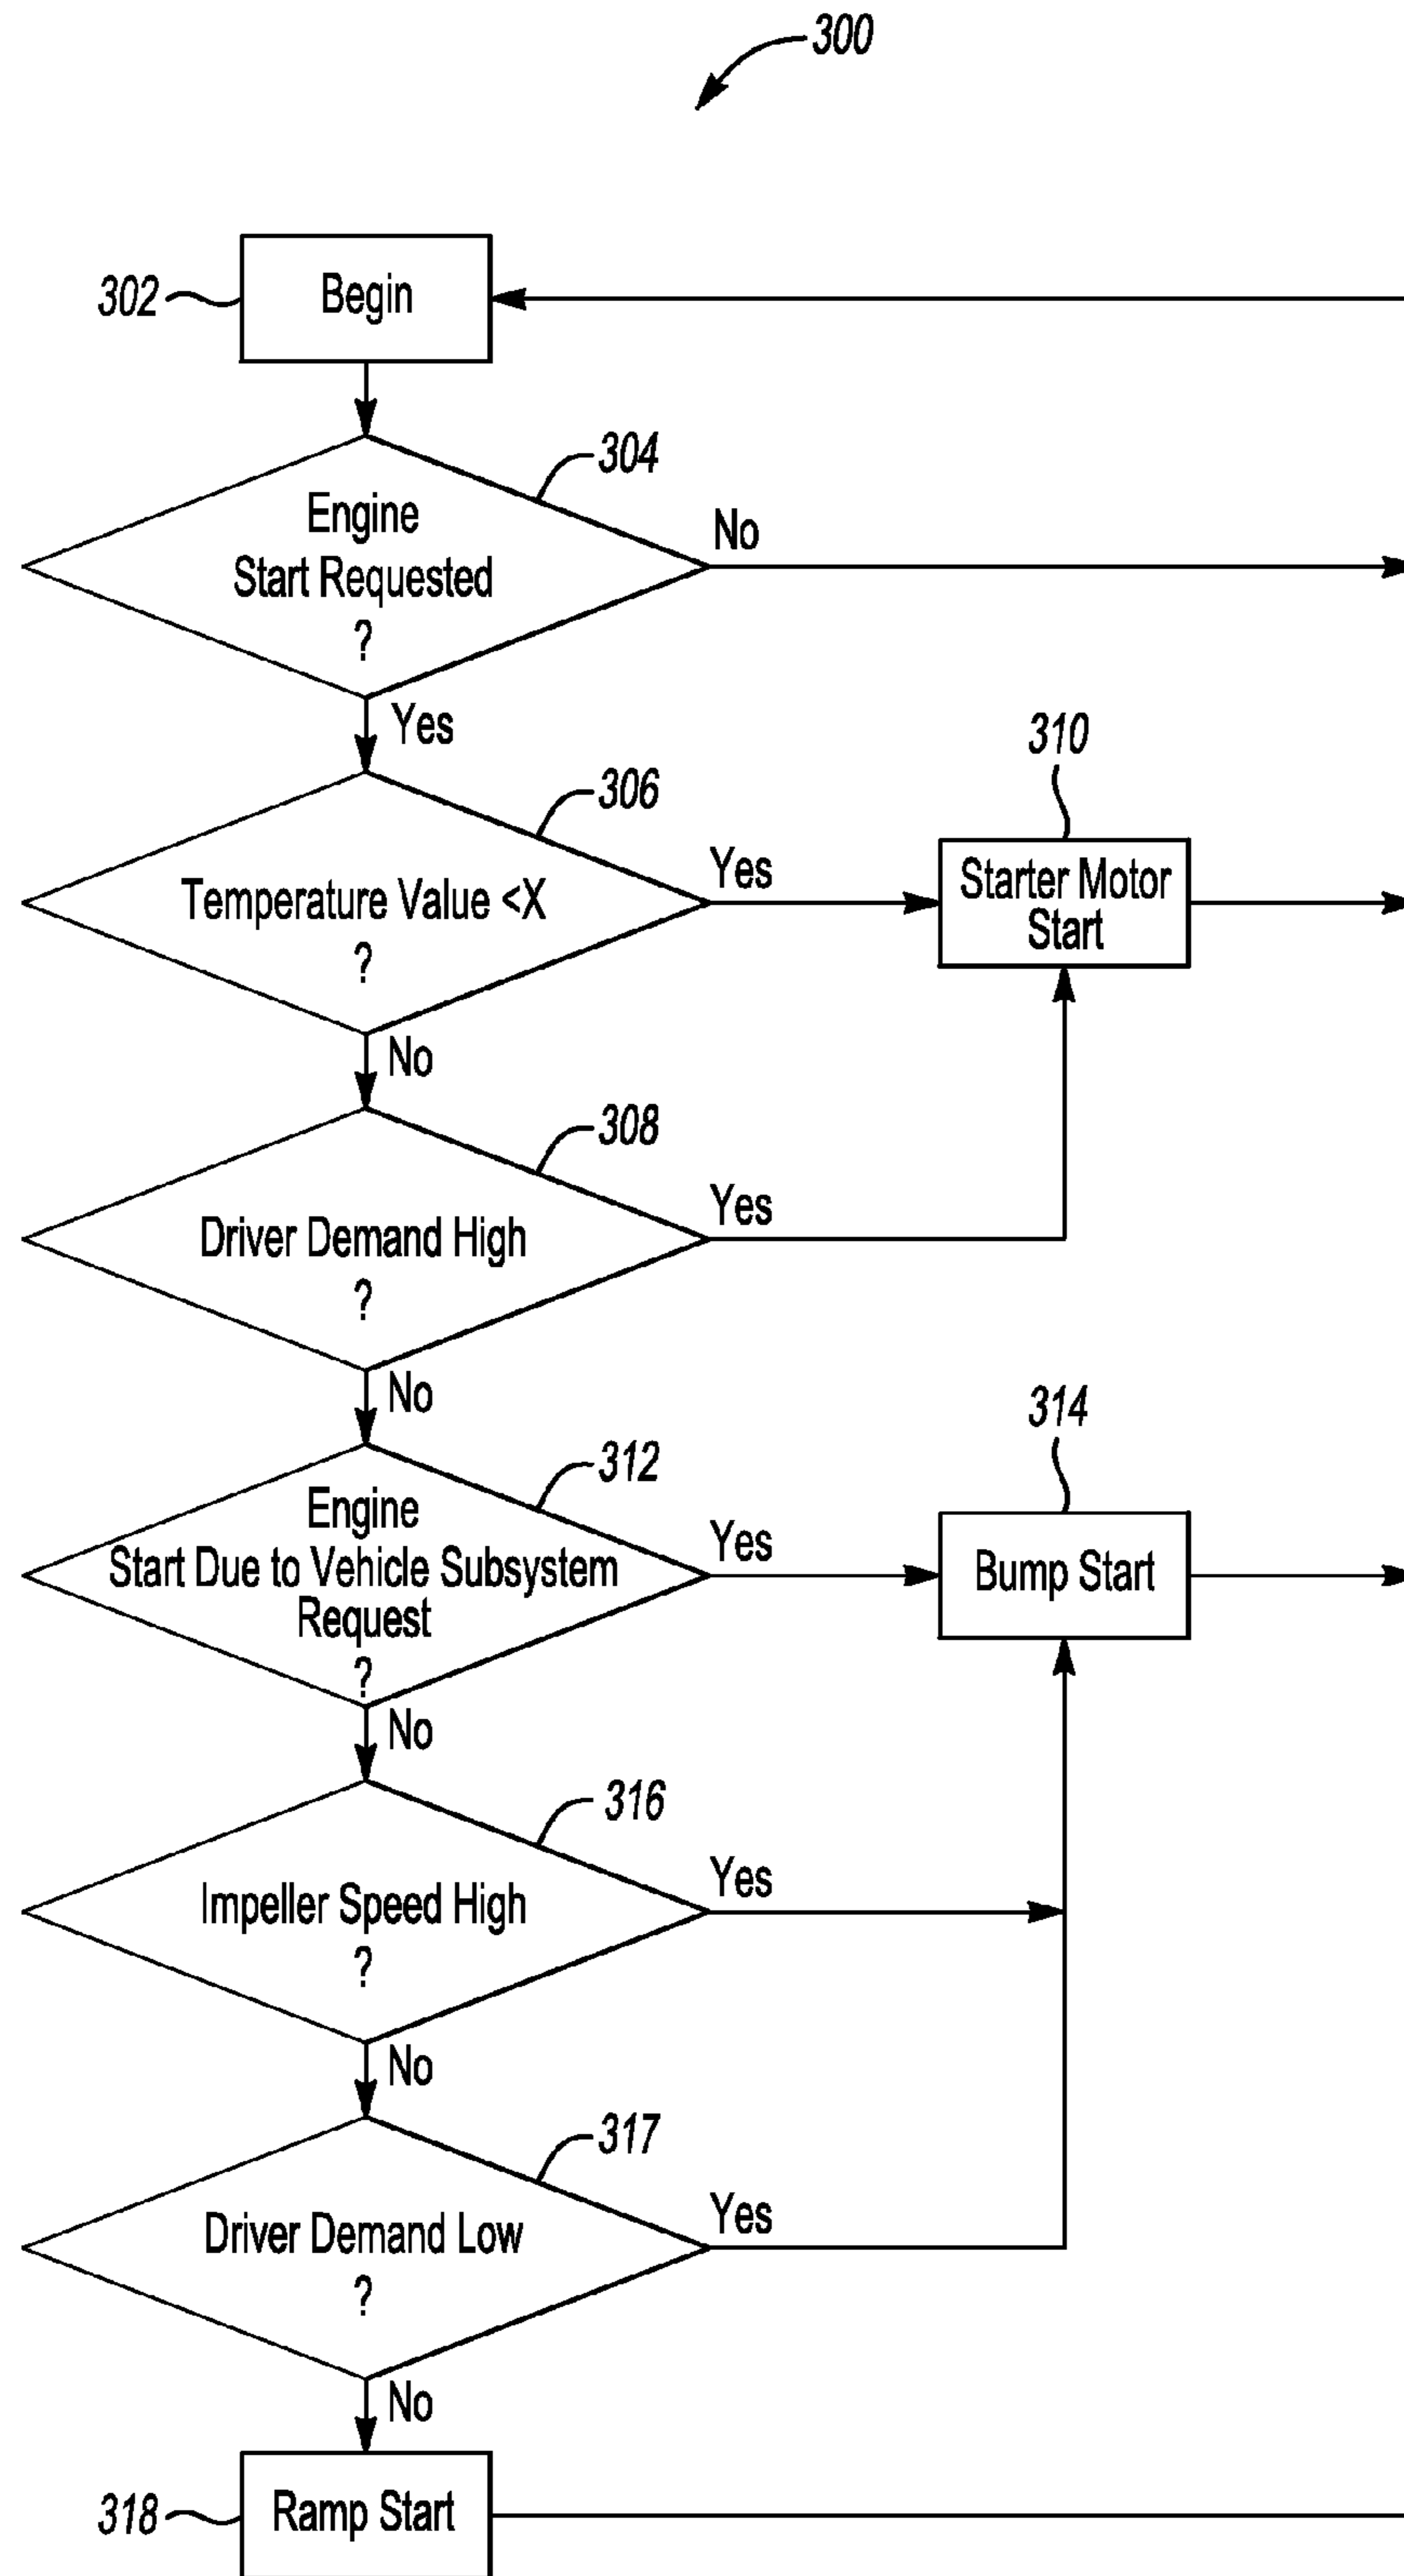 300
302
Begin
304
Engine
Start Requested
?
No
Yes
306
Temperature Value <X
?
Yes
310
Starter Motor
Start
No
308
Driver Demand High
?
Yes
No
312
Engine
Start Due to Vehicle Subsystem
Request
?
Yes
314
Bump Start
No
316
Impeller Speed High
?
Yes
No
317
Driver Demand Low
?
Yes
No
318
Ramp Start